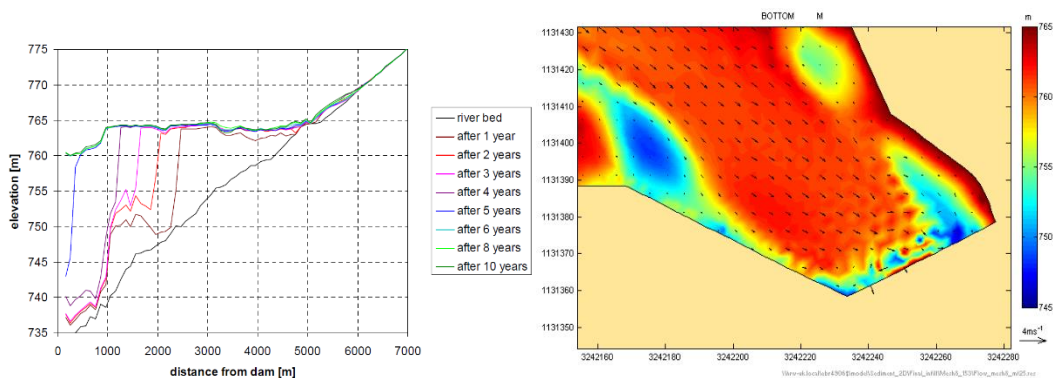 775
770
765
760
755
750
745
740
735
elevation [m]
0 1000 2000 3000 4000 5000 6000 7000
distance from dam [m]
river bed
after 1 year
after 2 years
after 3 years
after 4 years
after 5 years
after 6 years
after 8 years
after 10 years
BOTTOM M
1131430
1131420
1131410
1131400
1131390
1131380
1131370
1131360
1131350
3242160 3242180 3242200 3242220 3242240 3242260 3242280
m
765
760
755
750
745
4ms⁻¹